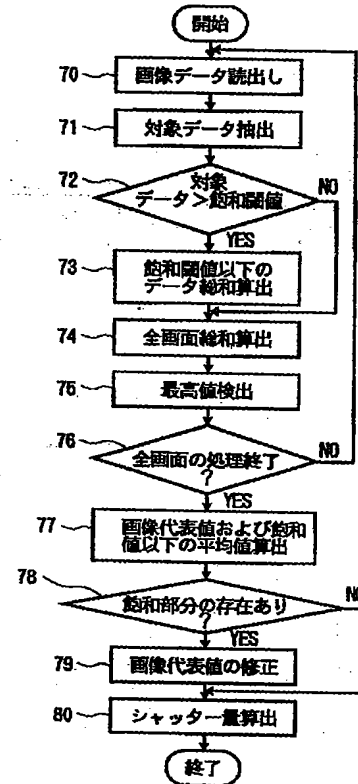 開始
70
画像データ読出し
71
対象データ抽出
72
対象
データ>飽和閾値
NO
YES
73
飽和閾値以下の
データ総和算出
74
全画面総和算出
75
最高値検出
76
全画面の処理終了
?
NO
YES
77
画像代表値および飽和
値以下の平均値算出
78
飽和部分の存在あり
?
NO
YES
79
画像代表値の修正
80
シャッター量算出
終了